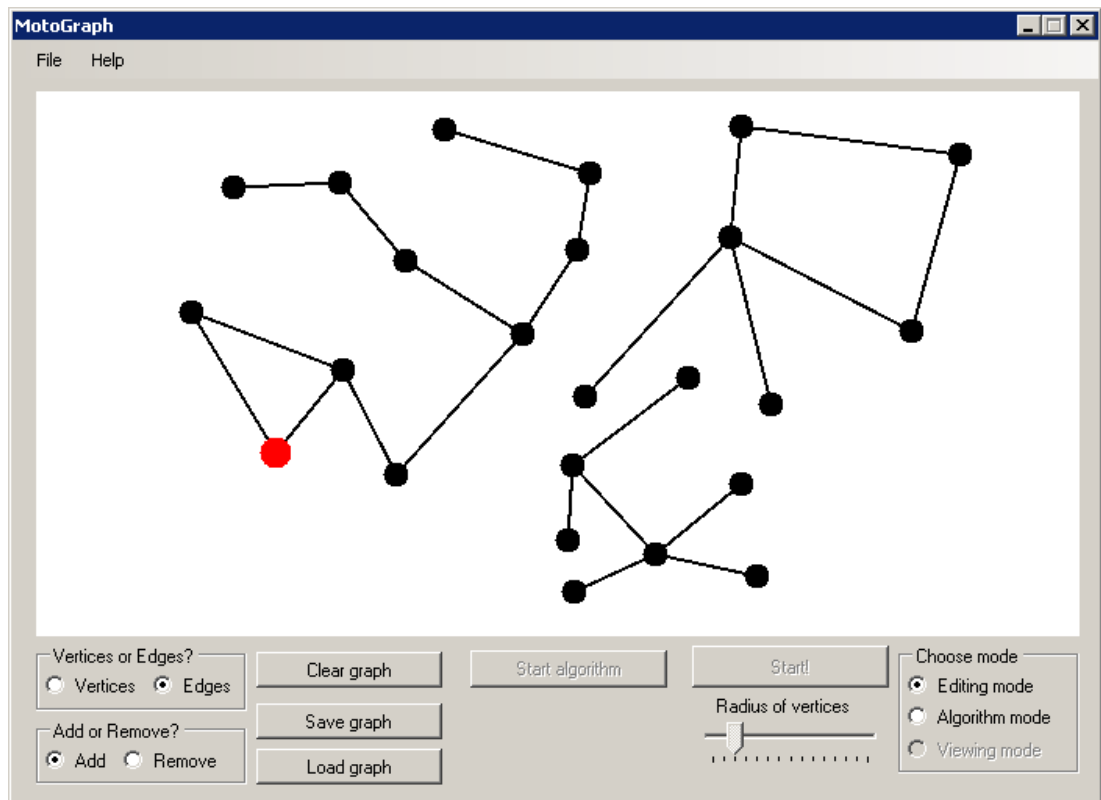 MotoGraph
File Help
Vertices or Edges?
Vertices Edges
Add or Remove?
Add Remove
Clear graph
Save graph
Load graph
Start algorithm
Start!
Radius of vertices
Choose mode
Editing mode
Algorithm mode
Viewing mode